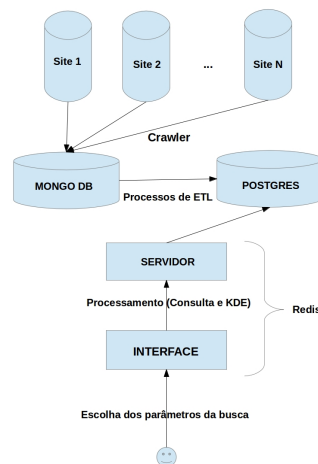 Site 1
Site 2
...
Site N
Crawler
MONGO DB
POSTGRES
Processos de ETL
SERVIDOR
Processamento (Consulta e KDE)
Redis
INTERFACE
Escolha dos parâmetros da busca